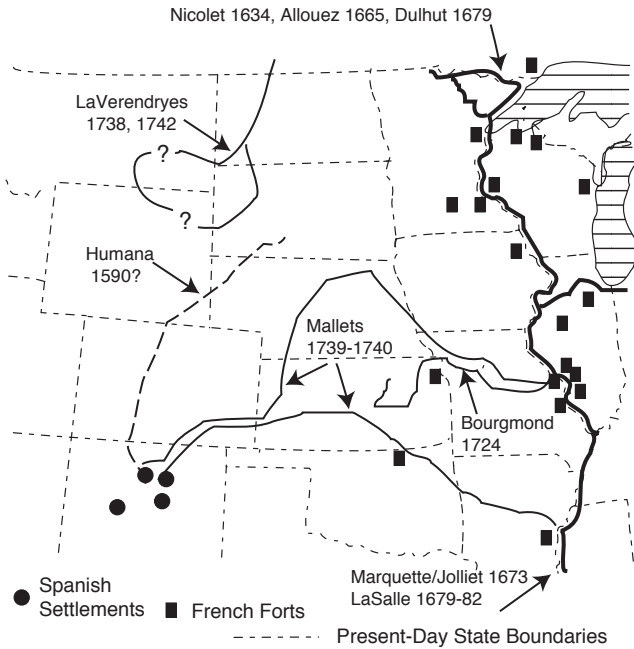 Nicolet 1634, Allouez 1665, Dulhut 1679
LaVerendryes
1738, 1742
?
?
Humana
1590?
Mallets
1739-1740
Bourgmond
1724
Marquette/Jolliet 1673
LaSalle 1679-82
Spanish
Settlements
French Forts
Present-Day State Boundaries